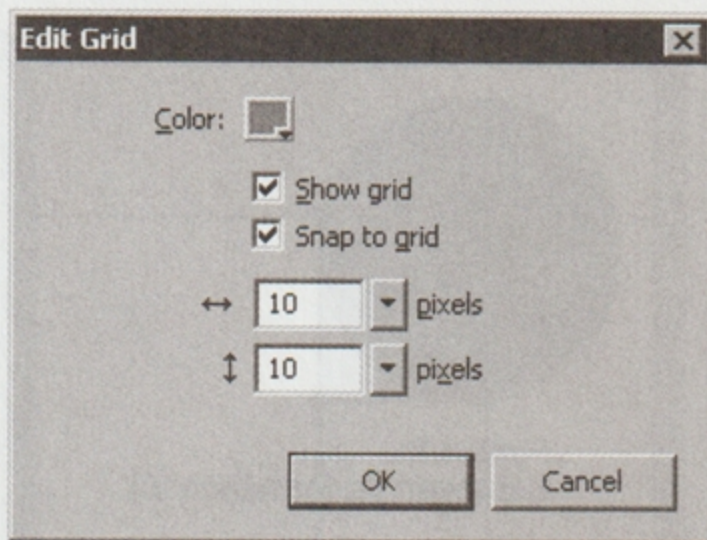 Edit Grid
Color:
Show grid
Snap to grid
10 pixels
10 pixels
OK Cancel